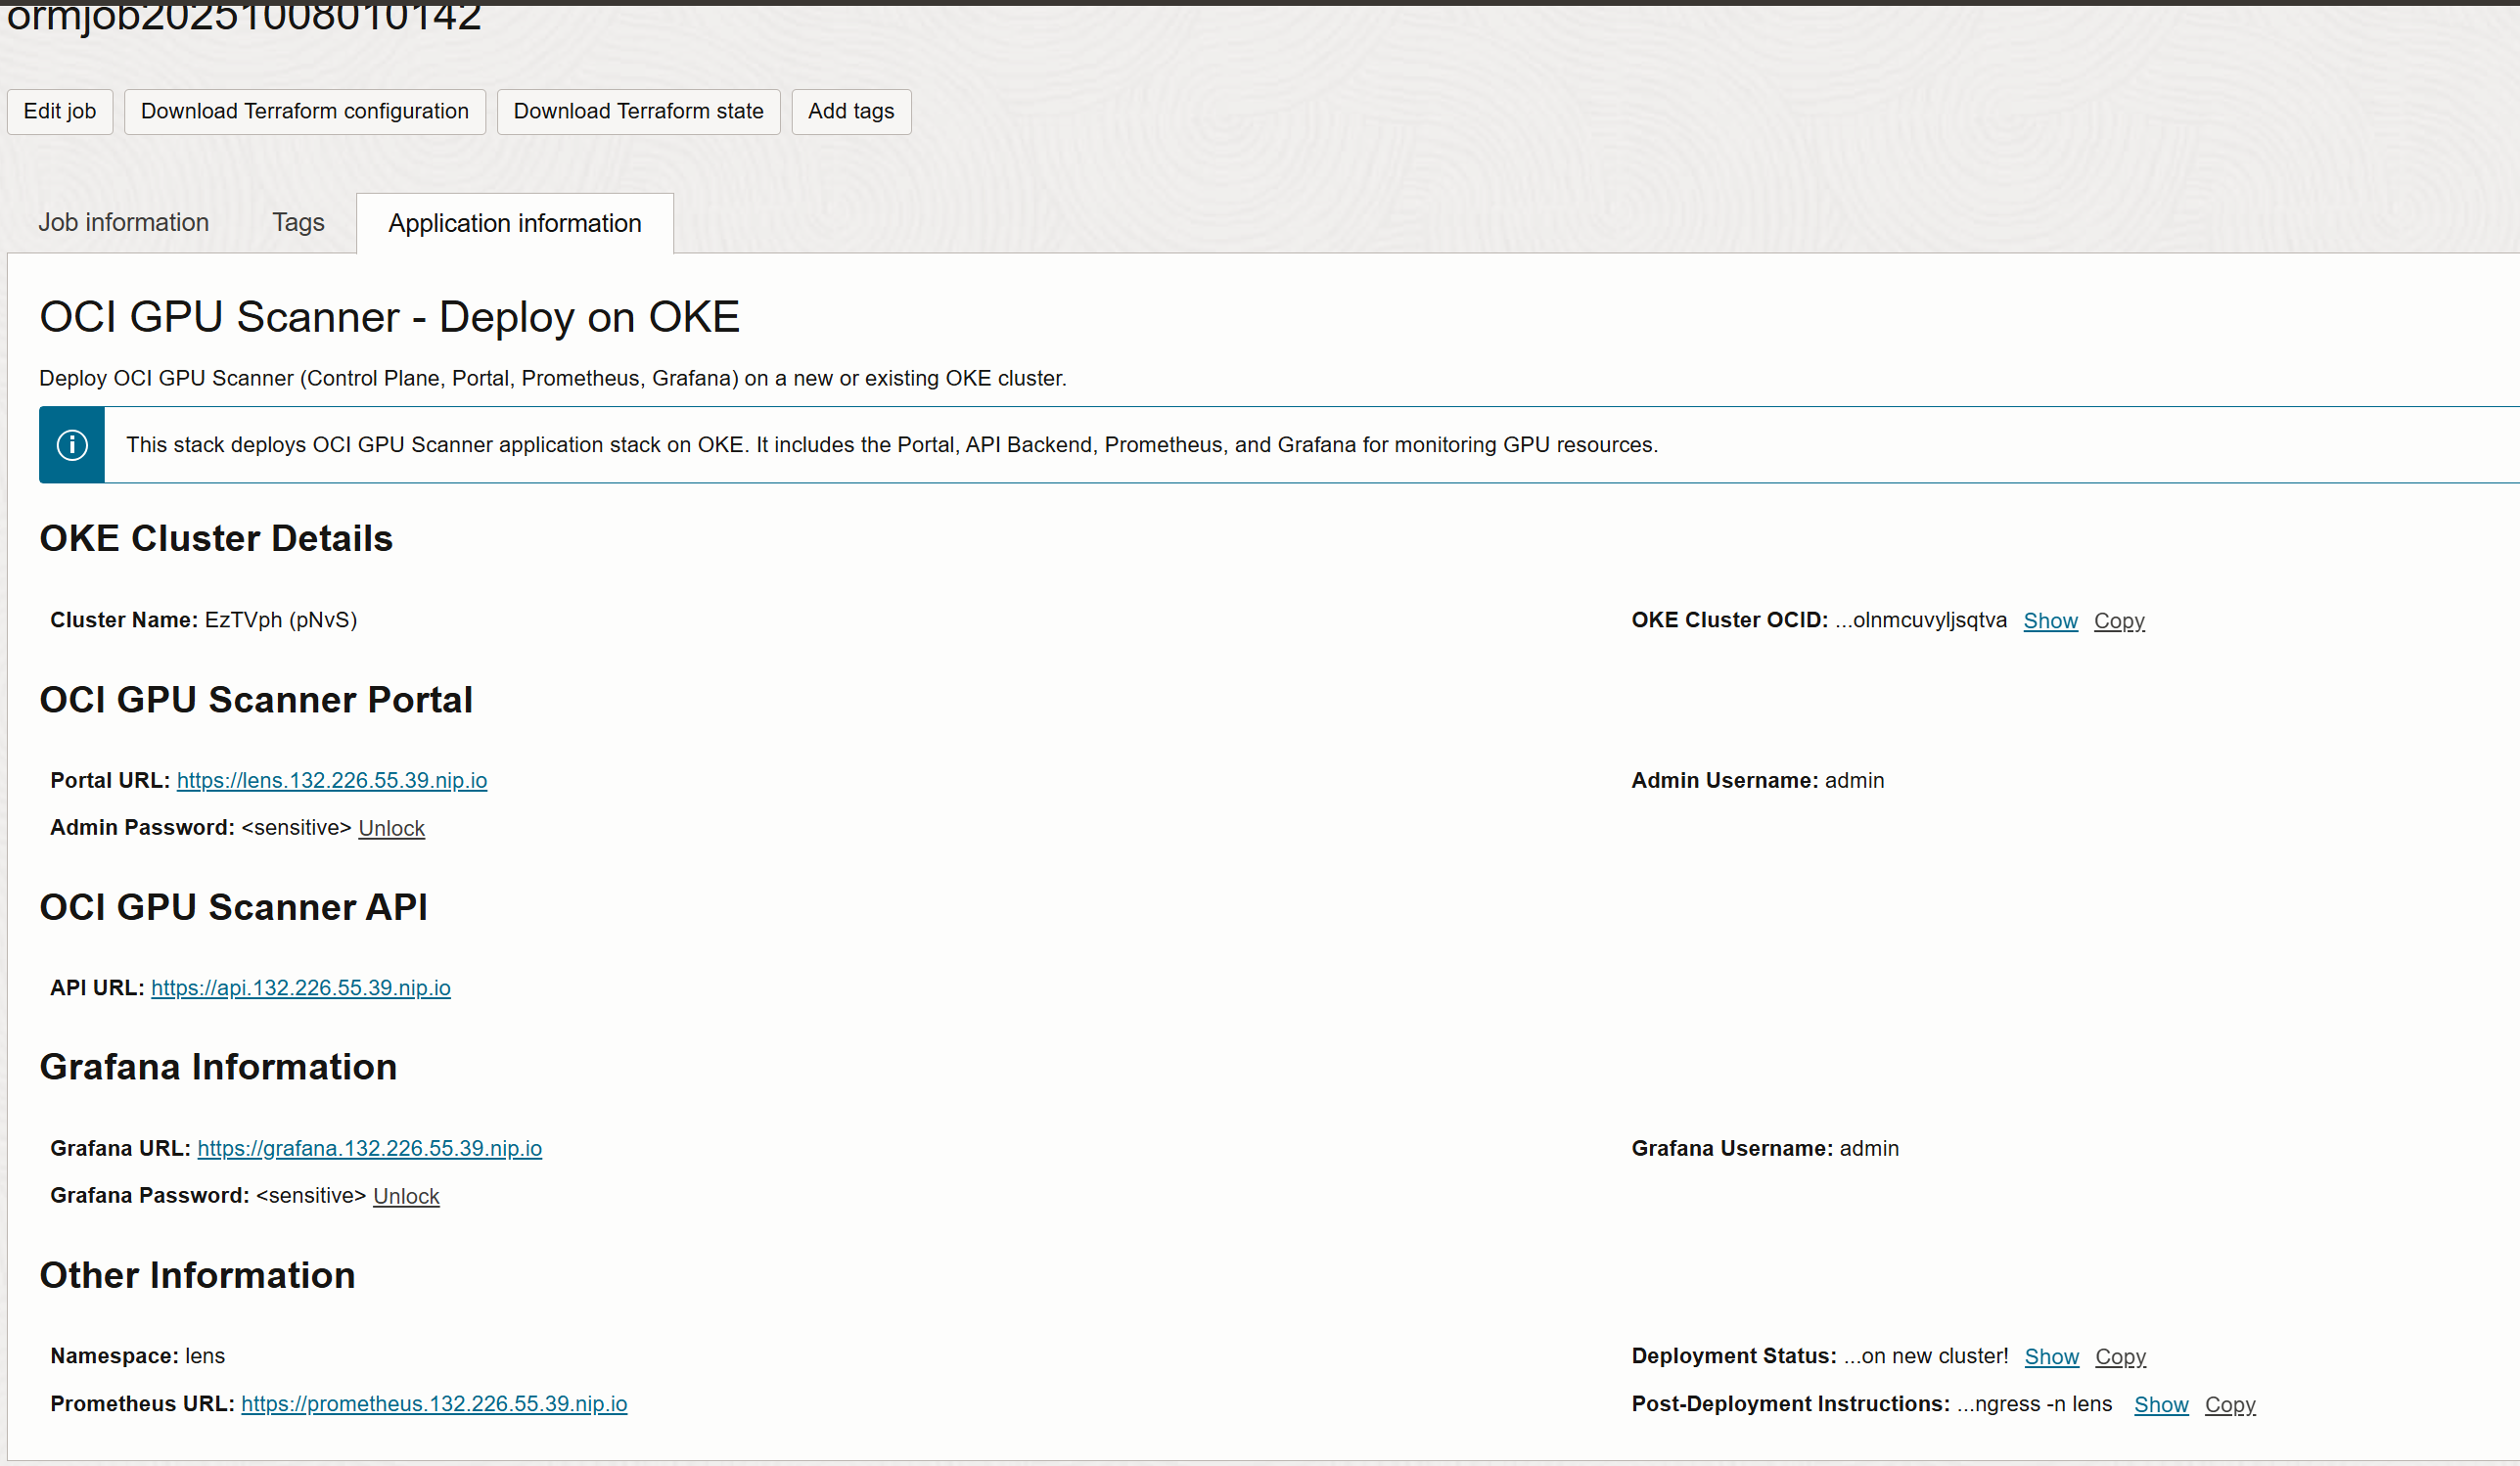 ormjob20251008010142
Edit job Download Terraform configuration Download Terraform state Add tags
Job information Tags Application information
OCI GPU Scanner - Deploy on OKE
Deploy OCI GPU Scanner (Control Plane, Portal, Prometheus, Grafana) on a new or existing OKE cluster.
This stack deploys OCI GPU Scanner application stack on OKE. It includes the Portal, API Backend, Prometheus, and Grafana for monitoring GPU resources.
OKE Cluster Details
Cluster Name: EzTVph (pNvS) OKE Cluster OCID: ...olnmcuvyljsqtva Show Copy
OCI GPU Scanner Portal
Portal URL: https://lens.132.226.55.39.nip.io Admin Username: admin
Admin Password: <sensitive> Unlock
OCI GPU Scanner API
API URL: https://api.132.226.55.39.nip.io
Grafana Information
Grafana URL: https://grafana.132.226.55.39.nip.io Grafana Username: admin
Grafana Password: <sensitive> Unlock
Other Information
Namespace: lens Deployment Status: ...on new cluster! Show Copy
Prometheus URL: https://prometheus.132.226.55.39.nip.io Post-Deployment Instructions: ...ngress -n lens Show Copy